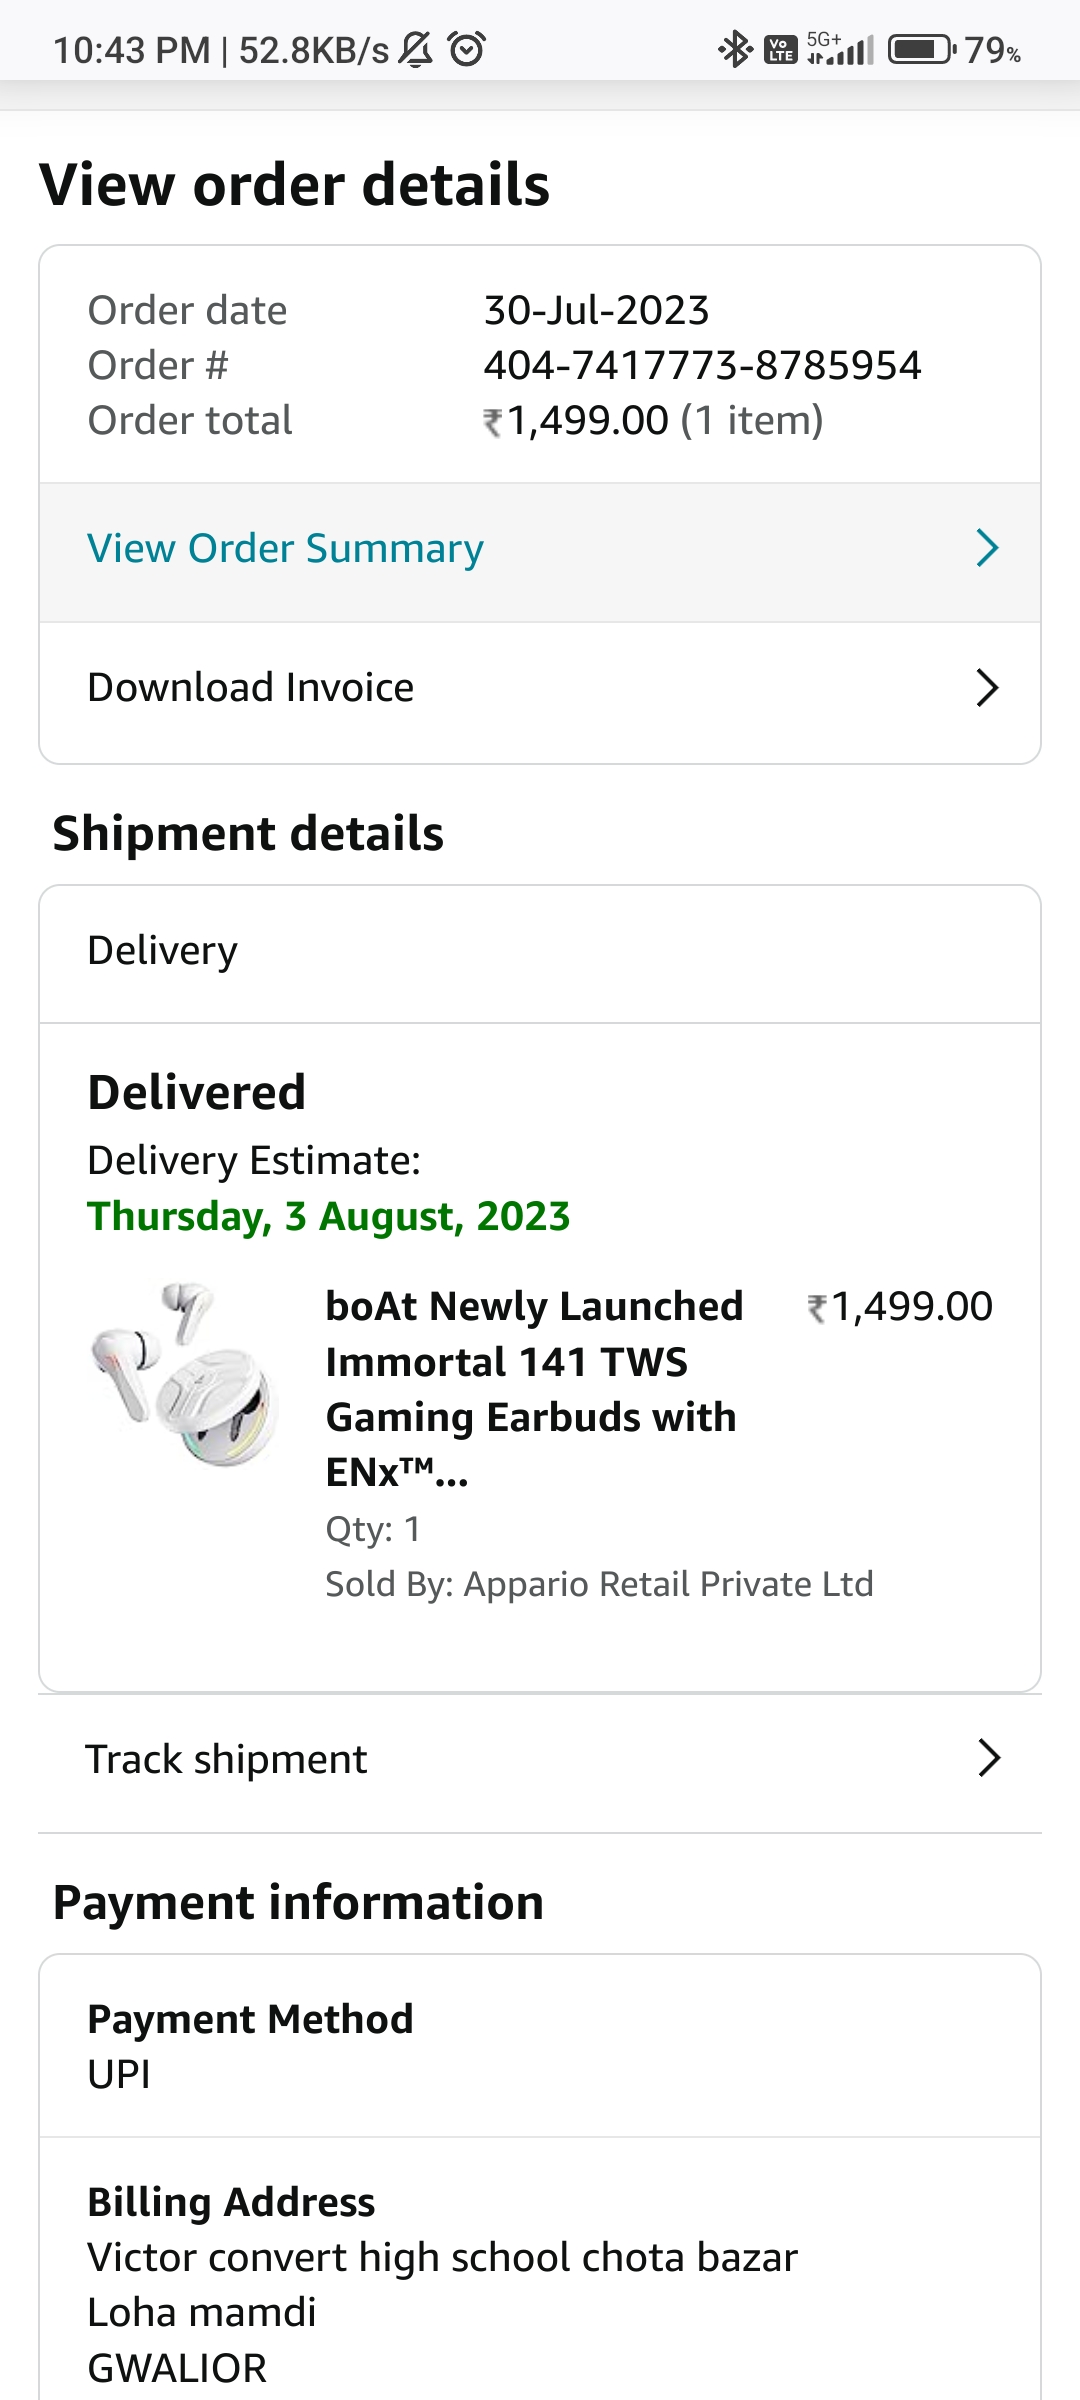 10:43 PM | 52.8KB/s
Vo LTE 5G+ 79%
View order details
Order date 30-Jul-2023
Order # 404-7417773-8785954
Order total ₹1,499.00 (1 item)
View Order Summary
Download Invoice
Shipment details
Delivery
Delivered
Delivery Estimate:
Thursday, 3 August, 2023
boAt Newly Launched ₹1,499.00
Immortal 141 TWS
Gaming Earbuds with
ENx™...
Qty: 1
Sold By: Appario Retail Private Ltd
Track shipment
Payment information
Payment Method
UPI
Billing Address
Victor convert high school chota bazar
Loha mamdi
GWALIOR